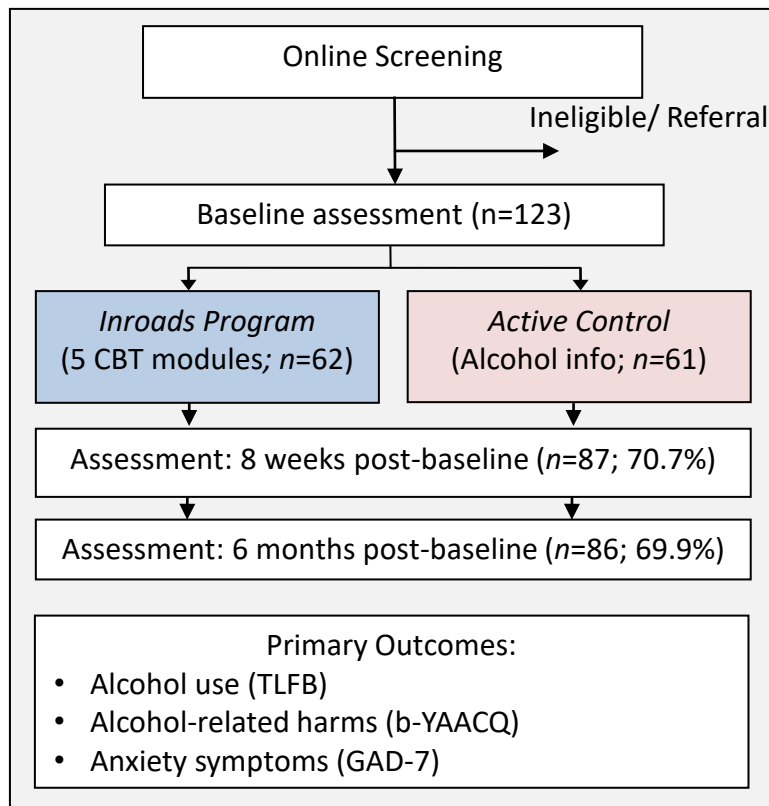 Online Screening
Ineligible/ Referral
Baseline assessment (n=123)
Inroads Program
(5 CBT modules; n=62)
Active Control
(Alcohol info; n=61)
Assessment: 8 weeks post-baseline (n=87; 70.7%)
Assessment: 6 months post-baseline (n=86; 69.9%)
Primary Outcomes:
• Alcohol use (TLFB)
• Alcohol-related harms (b-YAACQ)
• Anxiety symptoms (GAD-7)